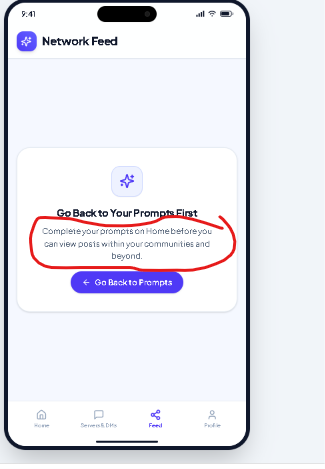 9:41
Network Feed
Go Back to Your Prompts First
Complete your prompts on Home before you
can view posts within your communities and
beyond.
← Go Back to Prompts
Home
Servers & DMs
Feed
Profile